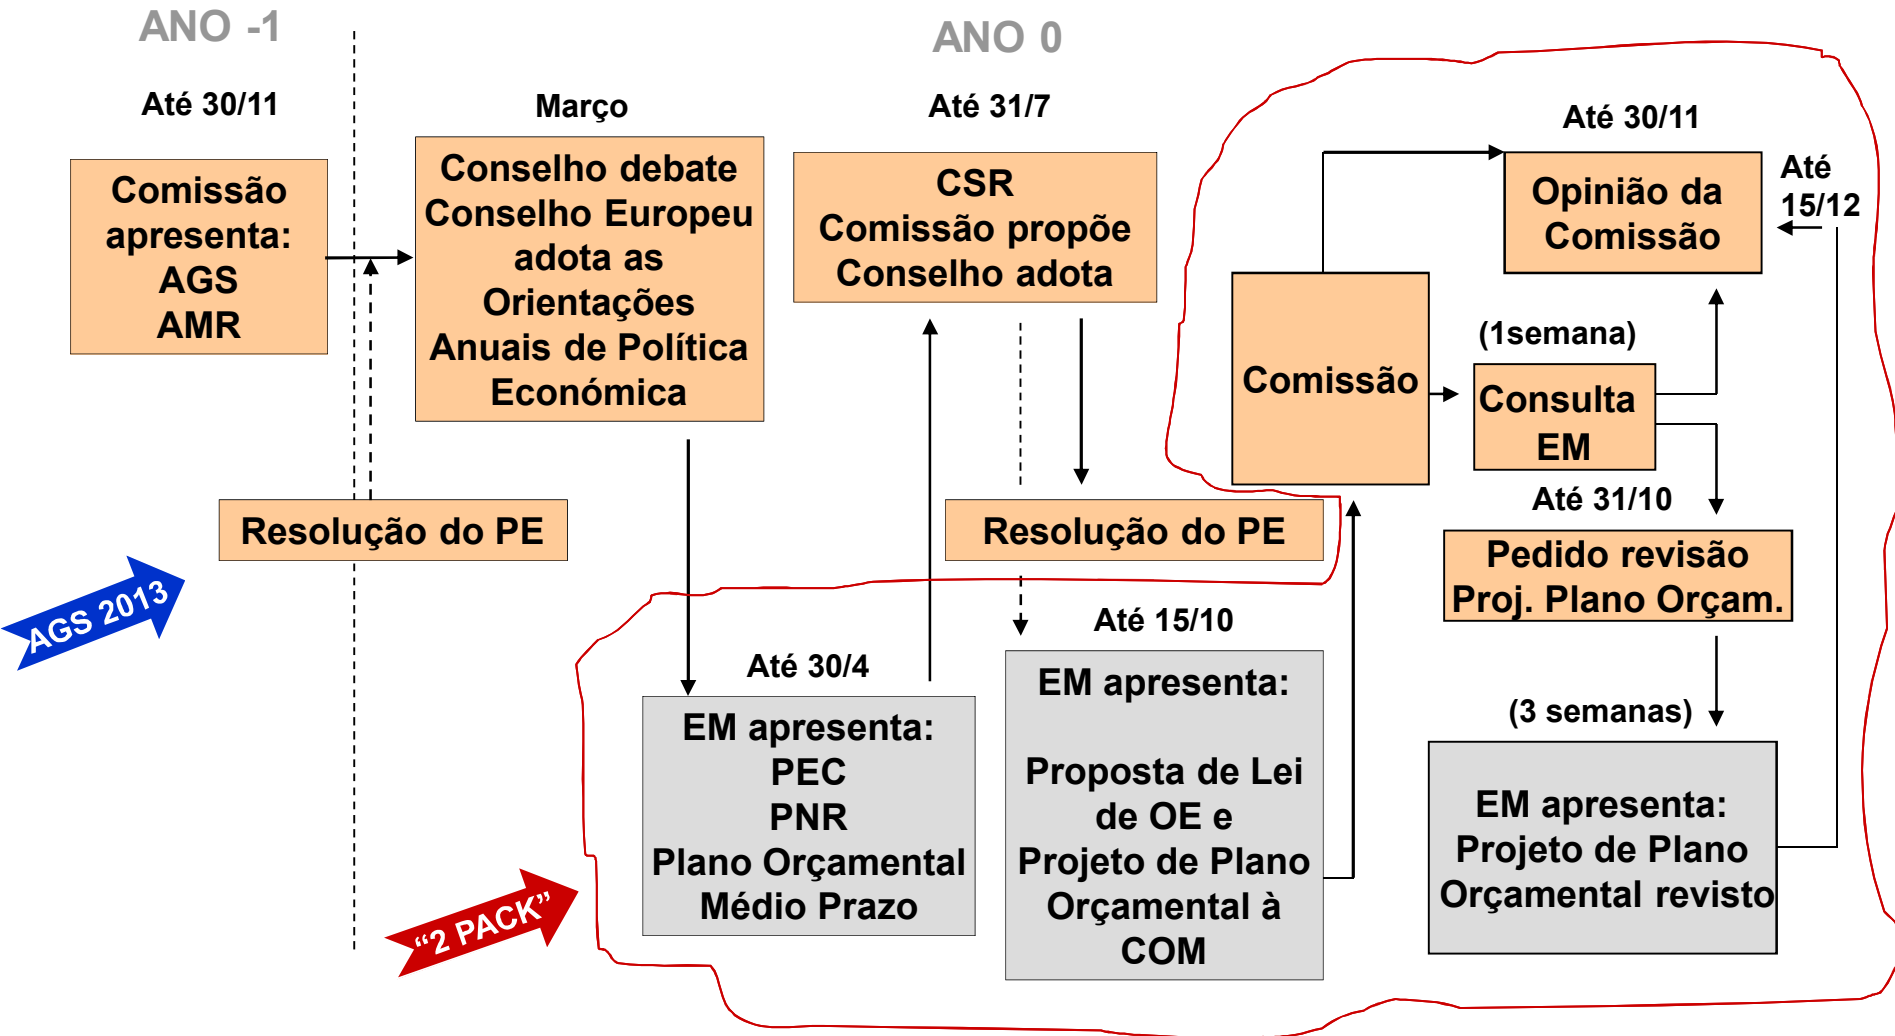 ANO -1
ANO 0
Até 30/11
Comissão
apresenta:
AGS
AMR
Março
Conselho debate
Conselho Europeu
adota as
Orientações
Anuais de Política
Económica
Até 31/7
CSR
Comissão propõe
Conselho adota
Até 30/11
Opinião da
Comissão
Até
15/12
Comissão
(1semana)
Consulta
EM
Resolução do PE
Resolução do PE
Até 31/10
Pedido revisão
Proj. Plano Orçam.
AGS 2013
Até 30/4
EM apresenta:
PEC
PNR
Plano Orçamental
Médio Prazo
Até 15/10
EM apresenta:
Proposta de Lei
de OE e
Projeto de Plano
Orçamental à
COM
(3 semanas)
EM apresenta:
Projeto de Plano
Orçamental revisto
“2 PACK”